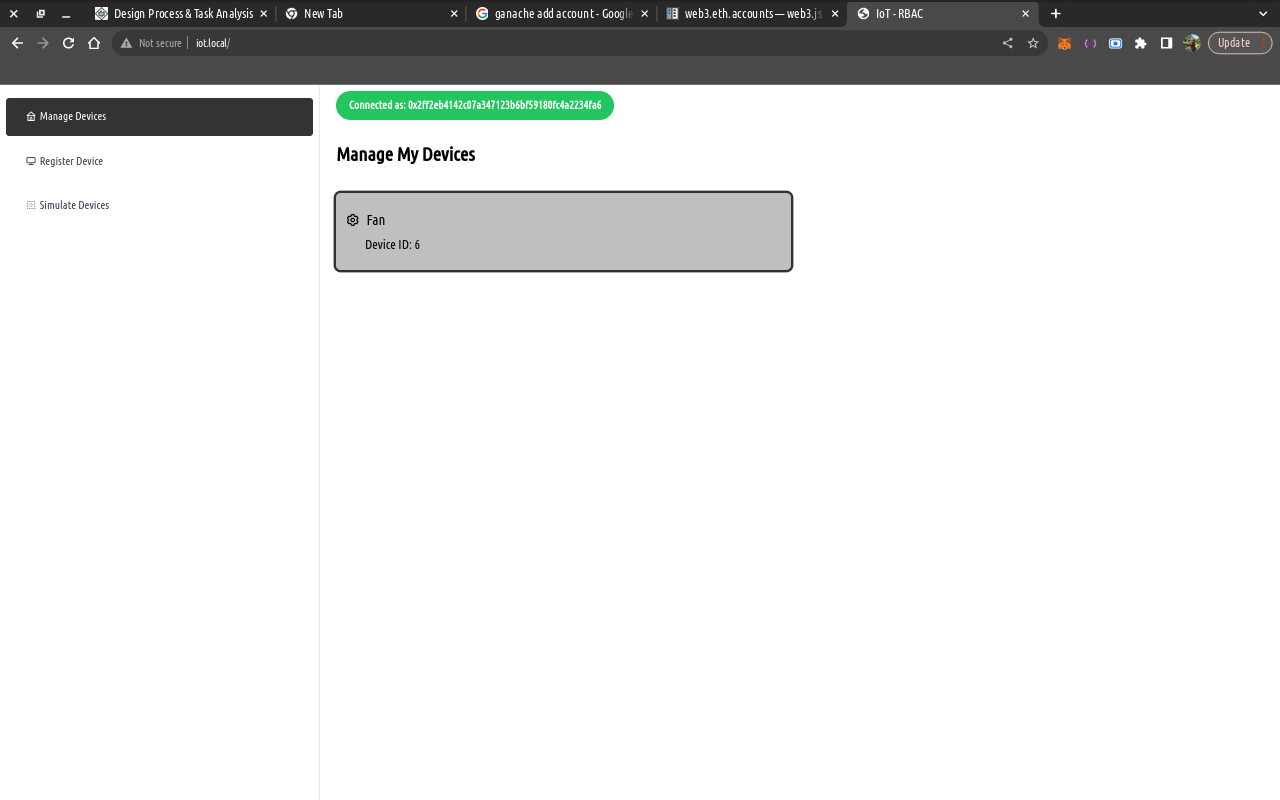 Design Process & Task Analysis
New Tab
ganache add account - Google
web3.eth.accounts — web3.js
IoT - RBAC
Not secure
iot.local/
Update
Manage Devices
Register Device
Simulate Devices
Connected as: 0x2ff2eb4142c07a347123b6bf59180fc4a2234fa6
Manage My Devices
Fan
Device ID: 6